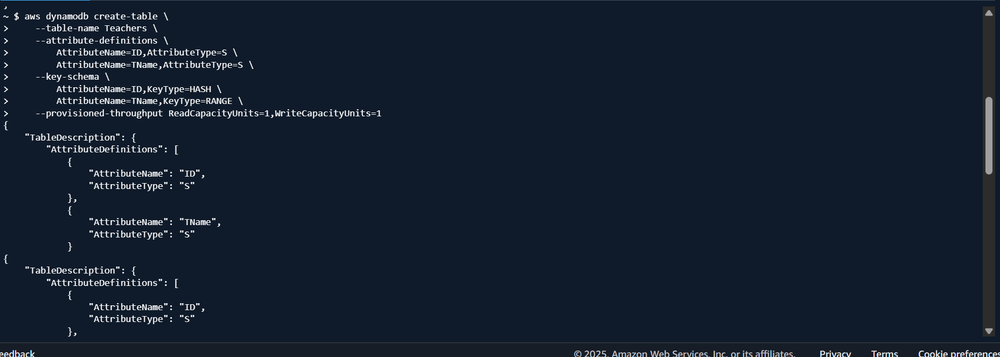 ~ $ aws dynamodb create-table \
>     --table-name Teachers \
>     --attribute-definitions \
>         AttributeName=ID,AttributeType=S \
>         AttributeName=TName,AttributeType=S \
>     --key-schema \
>         AttributeName=ID,KeyType=HASH \
>         AttributeName=TName,KeyType=RANGE \
>     --provisioned-throughput ReadCapacityUnits=1,WriteCapacityUnits=1
{
    "TableDescription": {
        "AttributeDefinitions": [
            {
                "AttributeName": "ID",
                "AttributeType": "S"
            },
            {
                "AttributeName": "TName",
                "AttributeType": "S"
            }
{
    "TableDescription": {
        "AttributeDefinitions": [
            {
                "AttributeName": "ID",
                "AttributeType": "S"
            },
eedback © 2025, Amazon Web Services, Inc. or its affiliates. Privacy Terms Cookie preferences